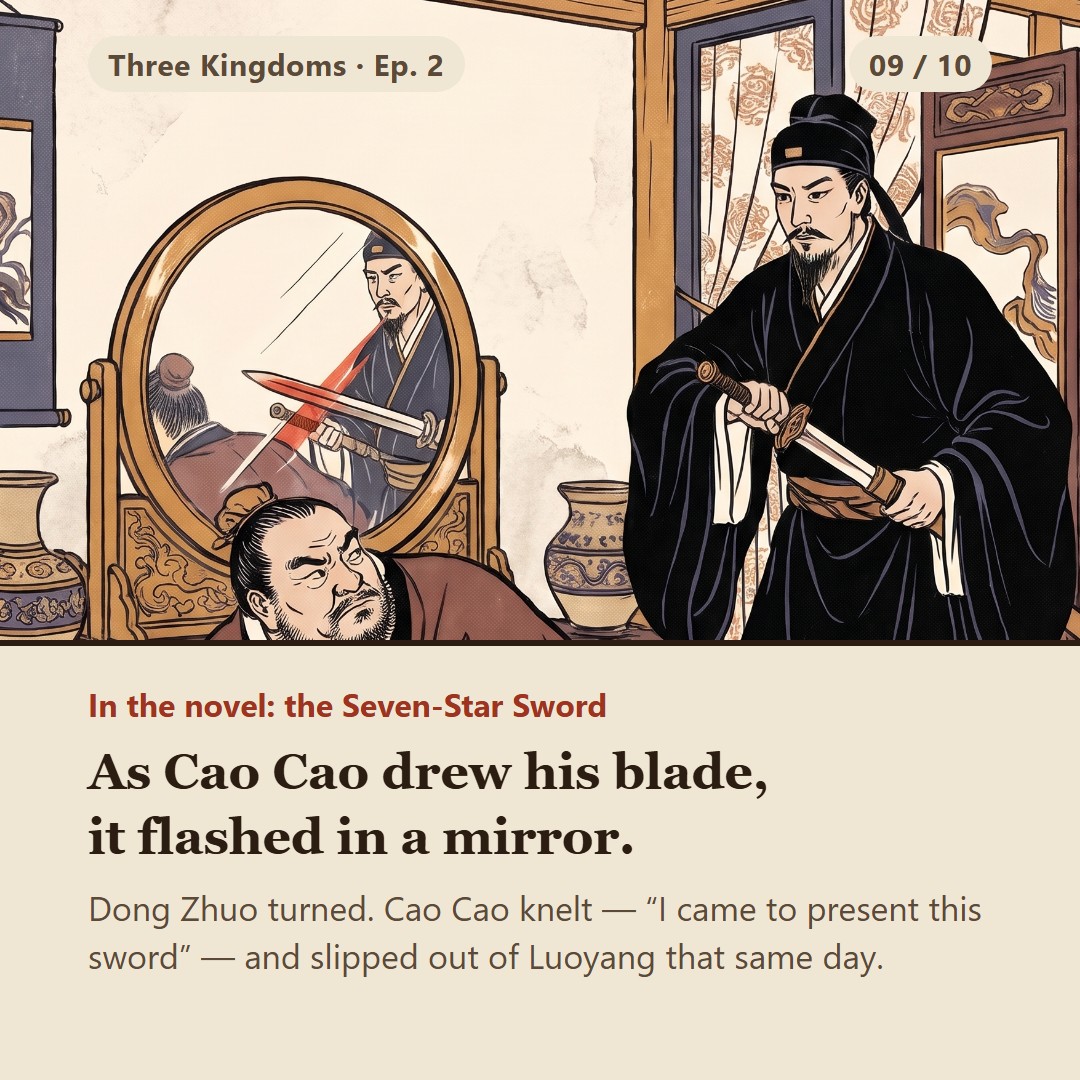 Three Kingdoms · Ep. 2
09 / 10
In the novel: the Seven-Star Sword
As Cao Cao drew his blade,
it flashed in a mirror.
Dong Zhuo turned. Cao Cao knelt — “I came to present this
sword” — and slipped out of Luoyang that same day.